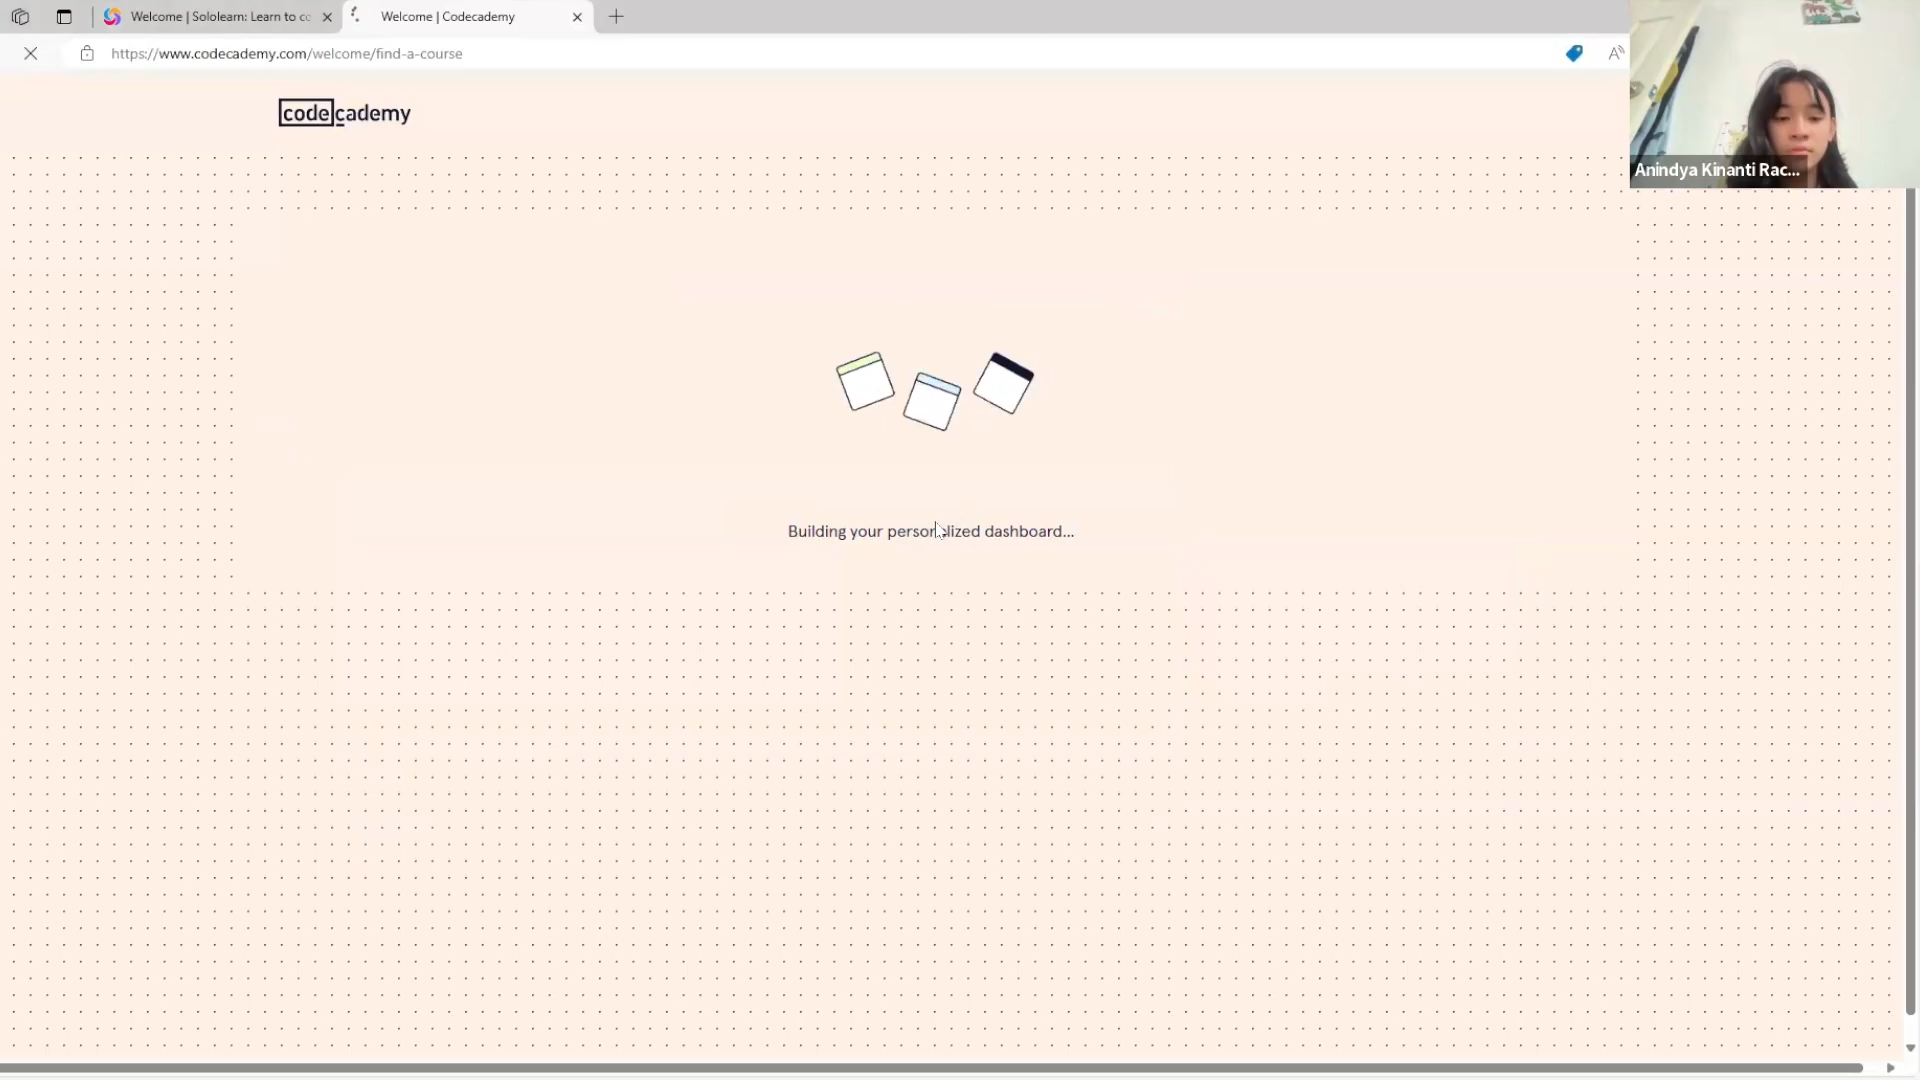 Welcome | Sololearn: Learn to co
Welcome | Codecademy
https://www.codecademy.com/welcome/find-a-course
codecademy
Anindya Kinanti Rac...
Building your personalized dashboard...